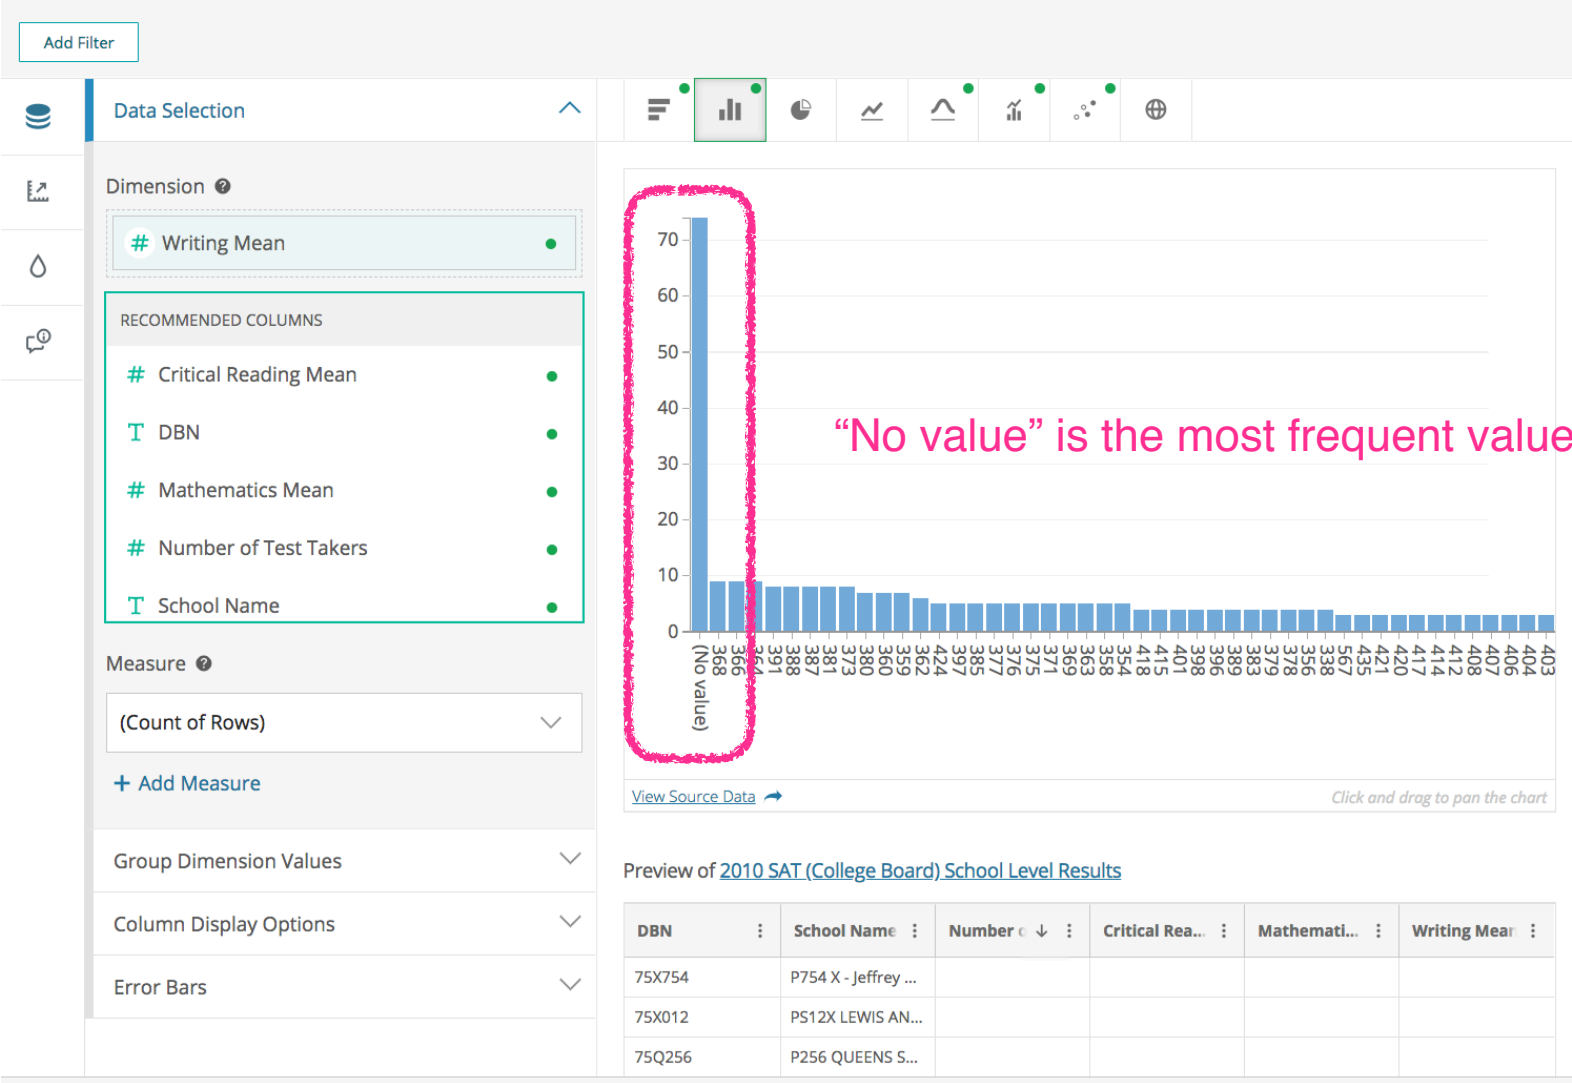 Add Filter
Data Selection
Dimension
# Writing Mean
RECOMMENDED COLUMNS
# Critical Reading Mean
T DBN
# Mathematics Mean
# Number of Test Takers
T School Name
Measure
(Count of Rows)
+ Add Measure
Group Dimension Values
Column Display Options
Error Bars
70
60
50
40
30
20
10
0
“No value” is the most frequent value
(No value)
368
366
364
391
388
387
381
373
380
360
359
362
424
397
385
377
376
375
371
369
363
358
354
418
415
401
398
396
389
383
379
378
356
338
567
435
421
420
417
414
412
408
407
406
404
403
View Source Data
Click and drag to pan the chart
Preview of 2010 SAT (College Board) School Level Results
DBN School Name Number Critical Rea... Mathemati... Writing Mean
75X754 P754 X - Jeffrey ...
75X012 PS12X LEWIS AN...
75Q256 P256 QUEENS S...